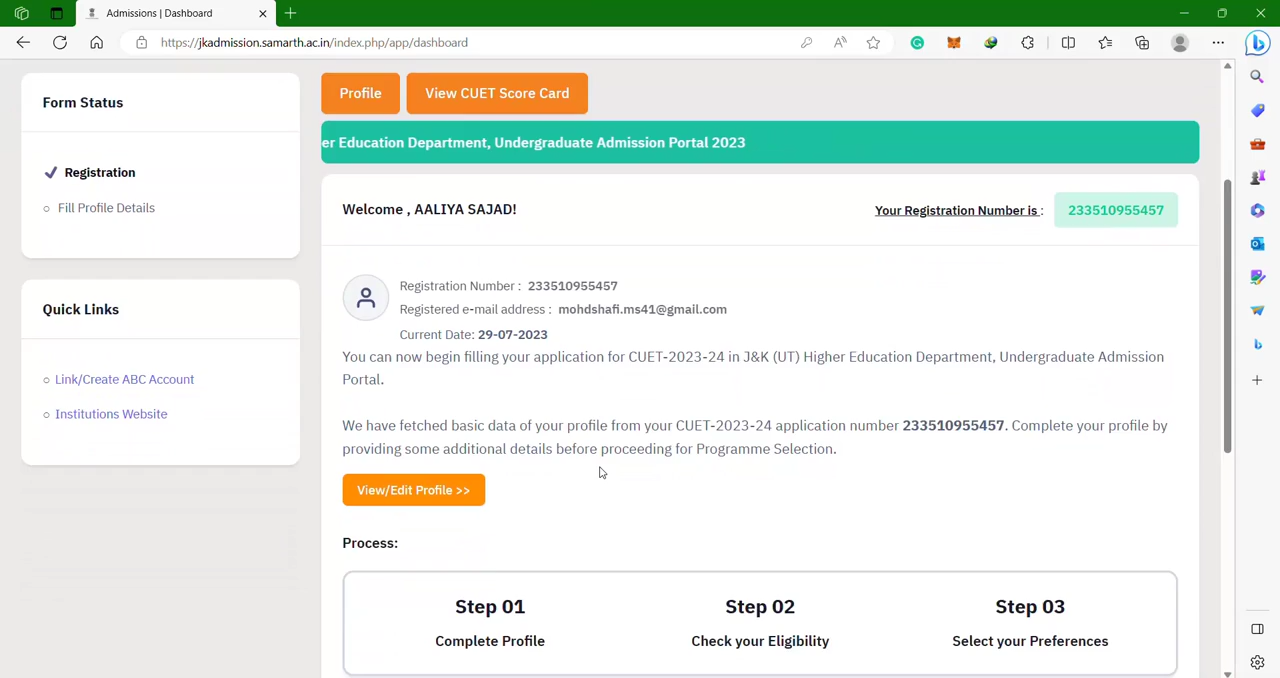 Admissions | Dashboard
https://jkadmission.samarth.ac.in/index.php/app/dashboard
Form Status
Registration
Fill Profile Details
Quick Links
Link/Create ABC Account
Institutions Website
Profile
View CUET Score Card
er Education Department, Undergraduate Admission Portal 2023
Welcome , AALIYA SAJAD!
Your Registration Number is : 233510955457
Registration Number : 233510955457
Registered e-mail address : mohdshafi.ms41@gmail.com
Current Date: 29-07-2023
You can now begin filling your application for CUET-2023-24 in J&K (UT) Higher Education Department, Undergraduate Admission
Portal.
We have fetched basic data of your profile from your CUET-2023-24 application number 233510955457. Complete your profile by
providing some additional details before proceeding for Programme Selection.
View/Edit Profile >>
Process:
Step 01
Complete Profile
Step 02
Check your Eligibility
Step 03
Select your Preferences